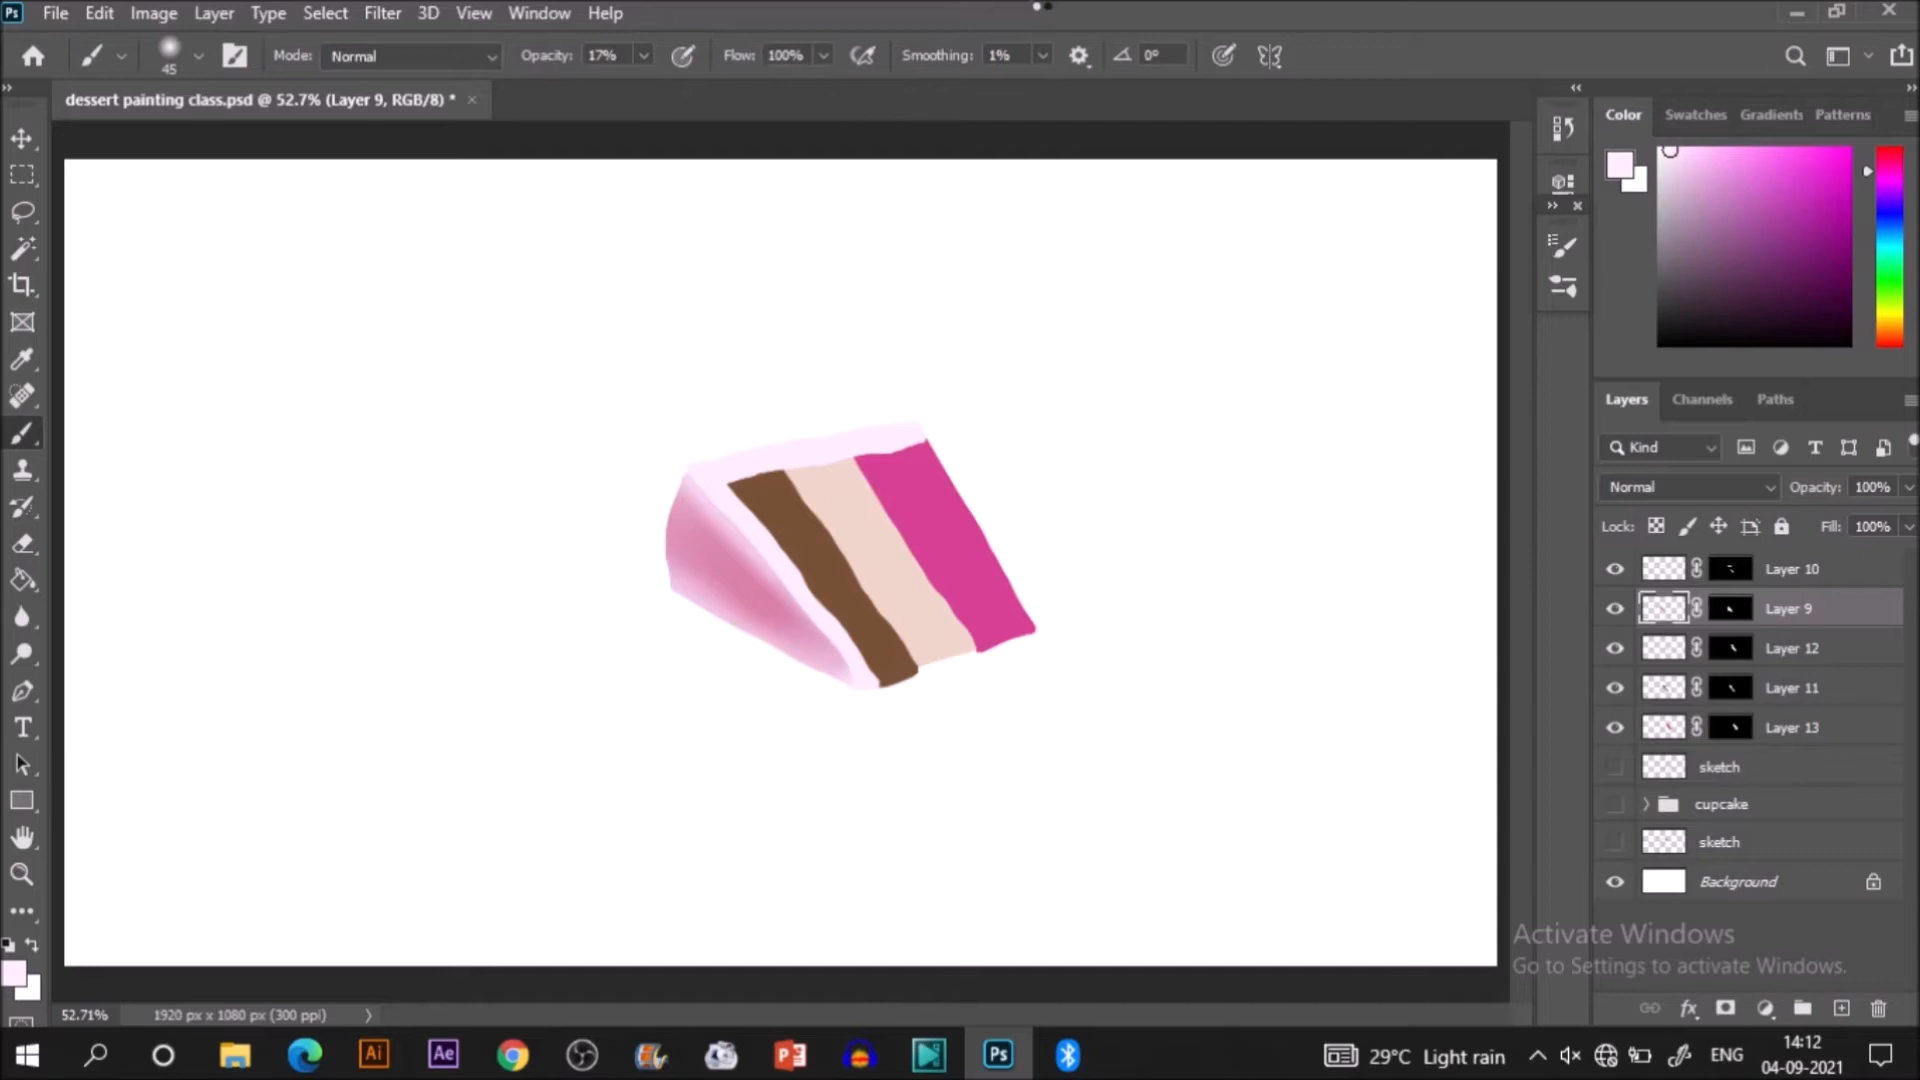 Ps File Edit Image Layer Type Select Filter 3D View Window Help
45 Mode: Normal Opacity: 17% Flow: 100% Smoothing: 1% 0°
dessert painting class.psd @ 52.7% (Layer 9, RGB/8) * ×
Color Swatches Gradients Patterns
Layers Channels Paths
Kind
Normal Opacity: 100%
Lock: Fill: 100%
Layer 10
Layer 9
Layer 12
Layer 11
Layer 13
sketch
cupcake
sketch
Background
Activate Windows
Go to Settings to activate Windows.
52.71% 1920 px x 1080 px (300 ppi)
Ai Ae Ps 29°C Light rain ENG 14:12
04-09-2021